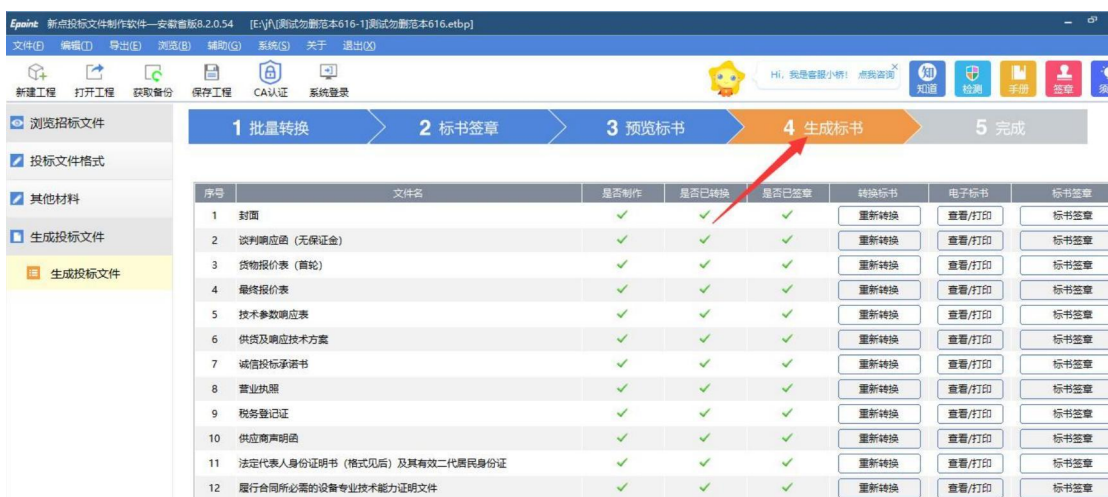 Epoint 新点投标文件制作软件—安徽省版8.2.0.54 [E:\jf\[测试勿删范本616-1]测试勿删范本616.etbp]
文件(F) 编辑(T) 导出(E) 浏览(B) 辅助(G) 系统(S) 关于 退出(X)
新建工程 打开工程 获取备份 保存工程 CA认证 系统登录 Hi,我是客服小桥! 点我咨询 知 知道 检测 手册 签章
浏览招标文件
投标文件格式
其他材料
生成投标文件
生成投标文件
1 批量转换 2 标书签章 3 预览标书 4 生成标书 5 完成
序号 文件名 是否制作 是否已转换 是否已签章 转换标书 电子标书 标书签章
1 封面 重新转换 查看/打印 标书签章
2 谈判响应函(无保证金) 重新转换 查看/打印 标书签章
3 货物报价表(首轮) 重新转换 查看/打印 标书签章
4 最终报价表 重新转换 查看/打印 标书签章
5 技术参数响应表 重新转换 查看/打印 标书签章
6 供货及响应技术方案 重新转换 查看/打印 标书签章
7 诚信投标承诺书 重新转换 查看/打印 标书签章
8 营业执照 重新转换 查看/打印 标书签章
9 税务登记证 重新转换 查看/打印 标书签章
10 供应商声明函 重新转换 查看/打印 标书签章
11 法定代表人身份证明书(格式见后)及其有效二代居民身份证 重新转换 查看/打印 标书签章
12 履行合同所必需的设备专业技术能力证明文件 重新转换 查看/打印 标书签章